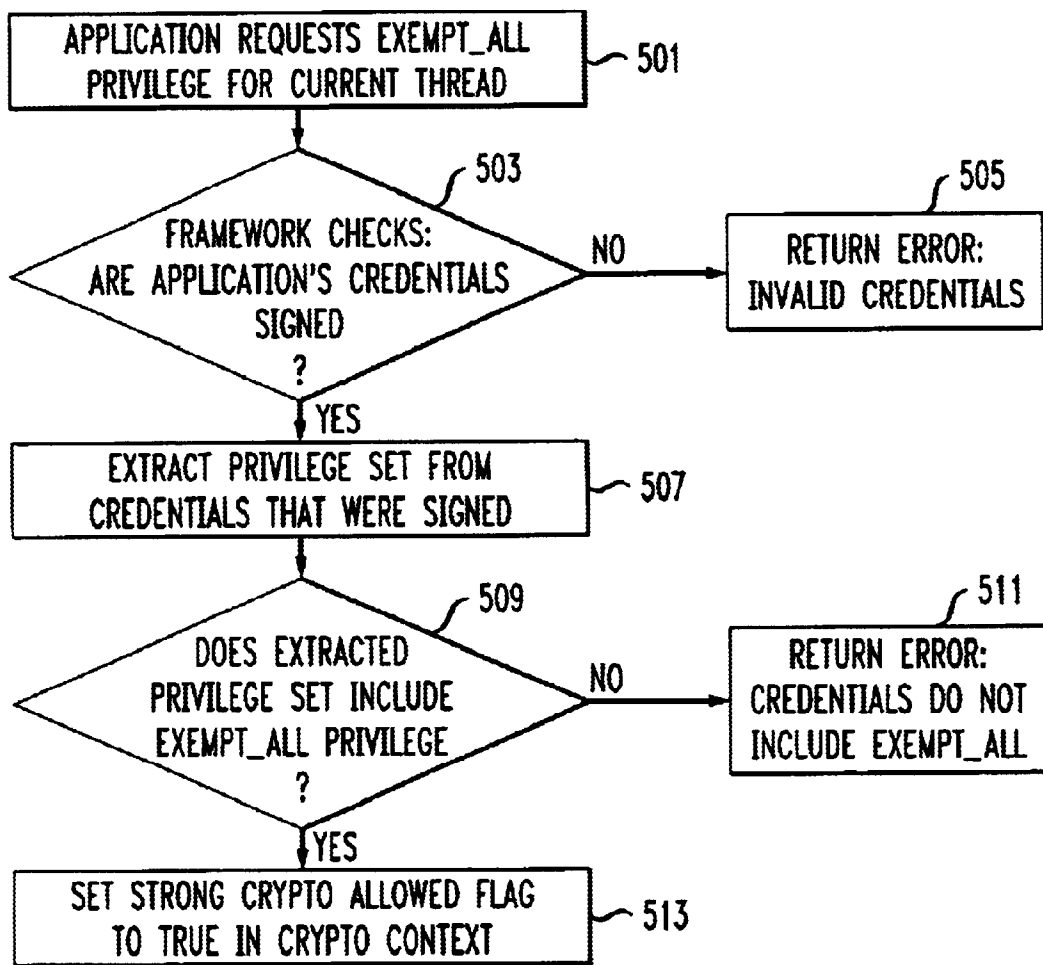 APPLICATION REQUESTS EXEMPT_ALL
PRIVILEGE FOR CURRENT THREAD
501
503
FRAMEWORK CHECKS:
ARE APPLICATION'S CREDENTIALS
SIGNED
?
NO
505
RETURN ERROR:
INVALID CREDENTIALS
YES
EXTRACT PRIVILEGE SET FROM
CREDENTIALS THAT WERE SIGNED
507
509
DOES EXTRACTED
PRIVILEGE SET INCLUDE
EXEMPT_ALL PRIVILEGE
?
NO
511
RETURN ERROR:
CREDENTIALS DO NOT
INCLUDE EXEMPT_ALL
YES
SET STRONG CRYPTO ALLOWED FLAG
TO TRUE IN CRYPTO CONTEXT
513